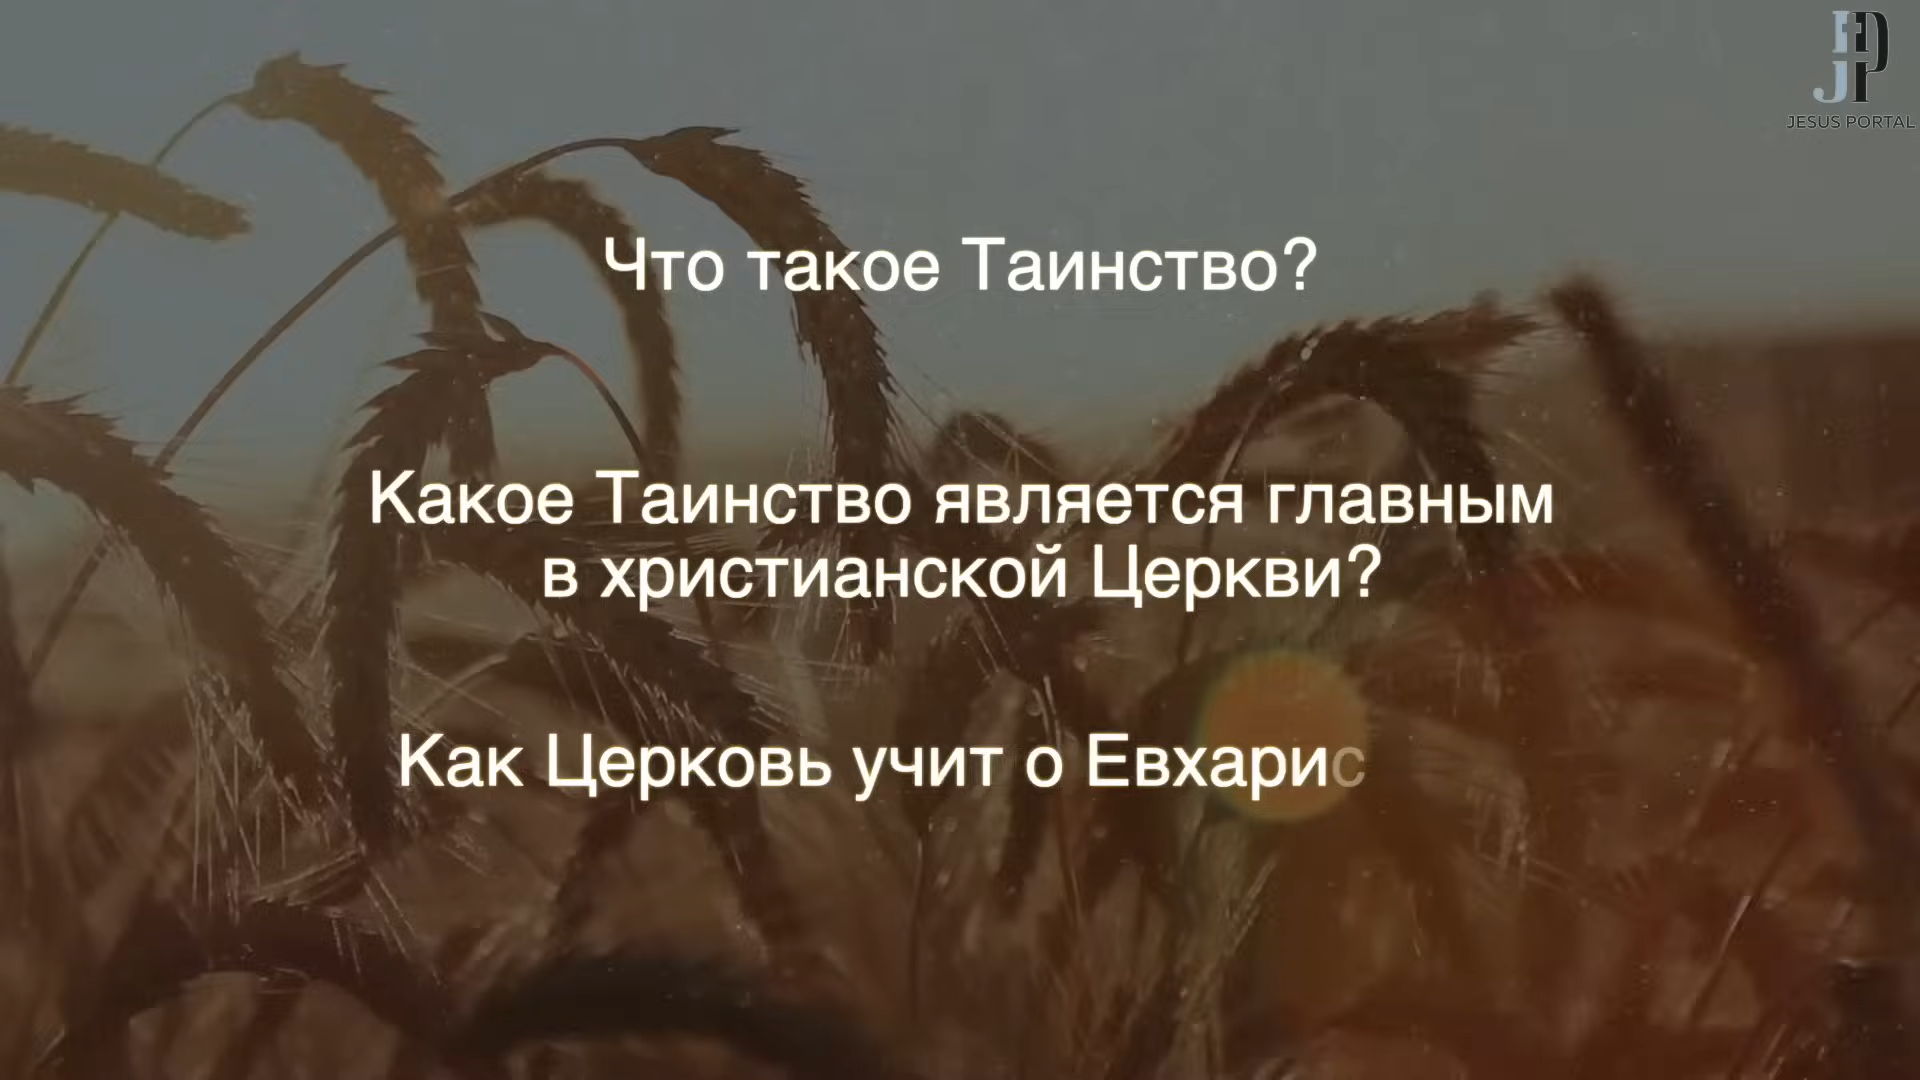 JESUS PORTAL
Что такое Таинство?
Какое Таинство является главным
в христианской Церкви?
Как Церковь учит о Евхарис